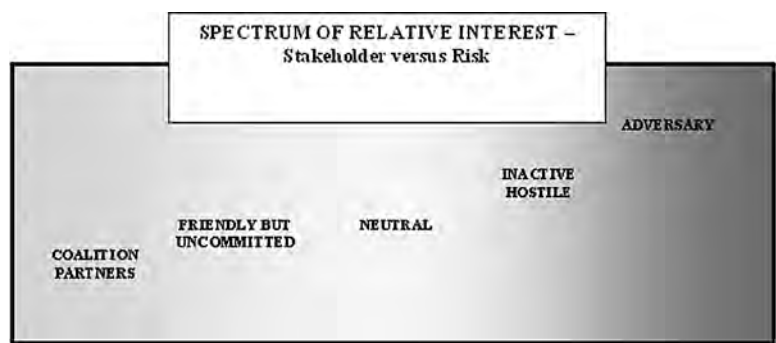 SPECTRUM OF RELATIVE INTEREST –
Stakeholder versus Risk
ADVERSARY
INACTIVE
HOSTILE
FRIENDLY BUT
UNCOMMITTED
NEUTRAL
COALITION
PARTNERS